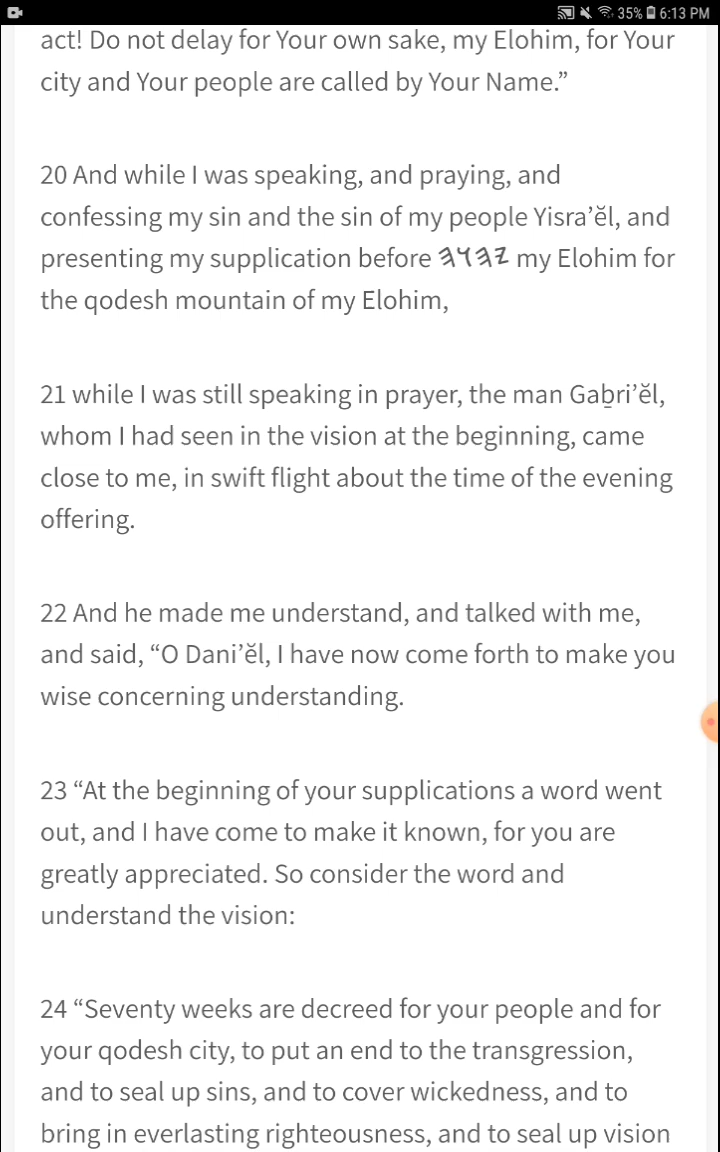 35% 6:13 PM
act! Do not delay for Your own sake, my Elohim, for Your
city and Your people are called by Your Name.”
20 And while I was speaking, and praying, and
confessing my sin and the sin of my people Yisra’ĕl, and
presenting my supplication before 𐤉𐤄𐤅𐤄 my Elohim for
the qodesh mountain of my Elohim,
21 while I was still speaking in prayer, the man Gaḇri’ĕl,
whom I had seen in the vision at the beginning, came
close to me, in swift flight about the time of the evening
offering.
22 And he made me understand, and talked with me,
and said, “O Dani’ĕl, I have now come forth to make you
wise concerning understanding.
23 “At the beginning of your supplications a word went
out, and I have come to make it known, for you are
greatly appreciated. So consider the word and
understand the vision:
24 “Seventy weeks are decreed for your people and for
your qodesh city, to put an end to the transgression,
and to seal up sins, and to cover wickedness, and to
bring in everlasting righteousness, and to seal up vision